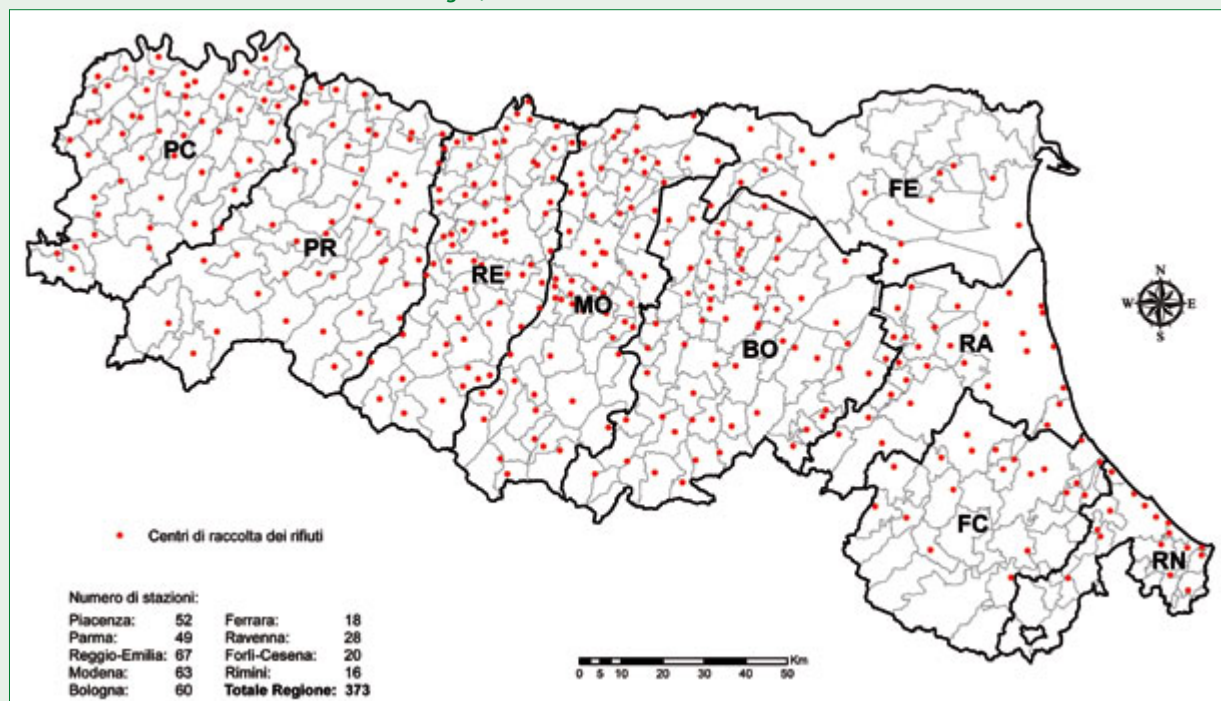 PC
PR
RE
MO
BO
FE
RA
FC
RN
N
W E
S
Centri di raccolta dei rifiuti
Numero di stazioni:
Piacenza: 52 Ferrara: 18
Parma: 49 Ravenna: 28
Reggio-Emilia: 67 Forlì-Cesena: 20
Modena: 63 Rimini: 16
Bologna: 60 Totale Regione: 373
Km
0 5 10 20 30 40 50